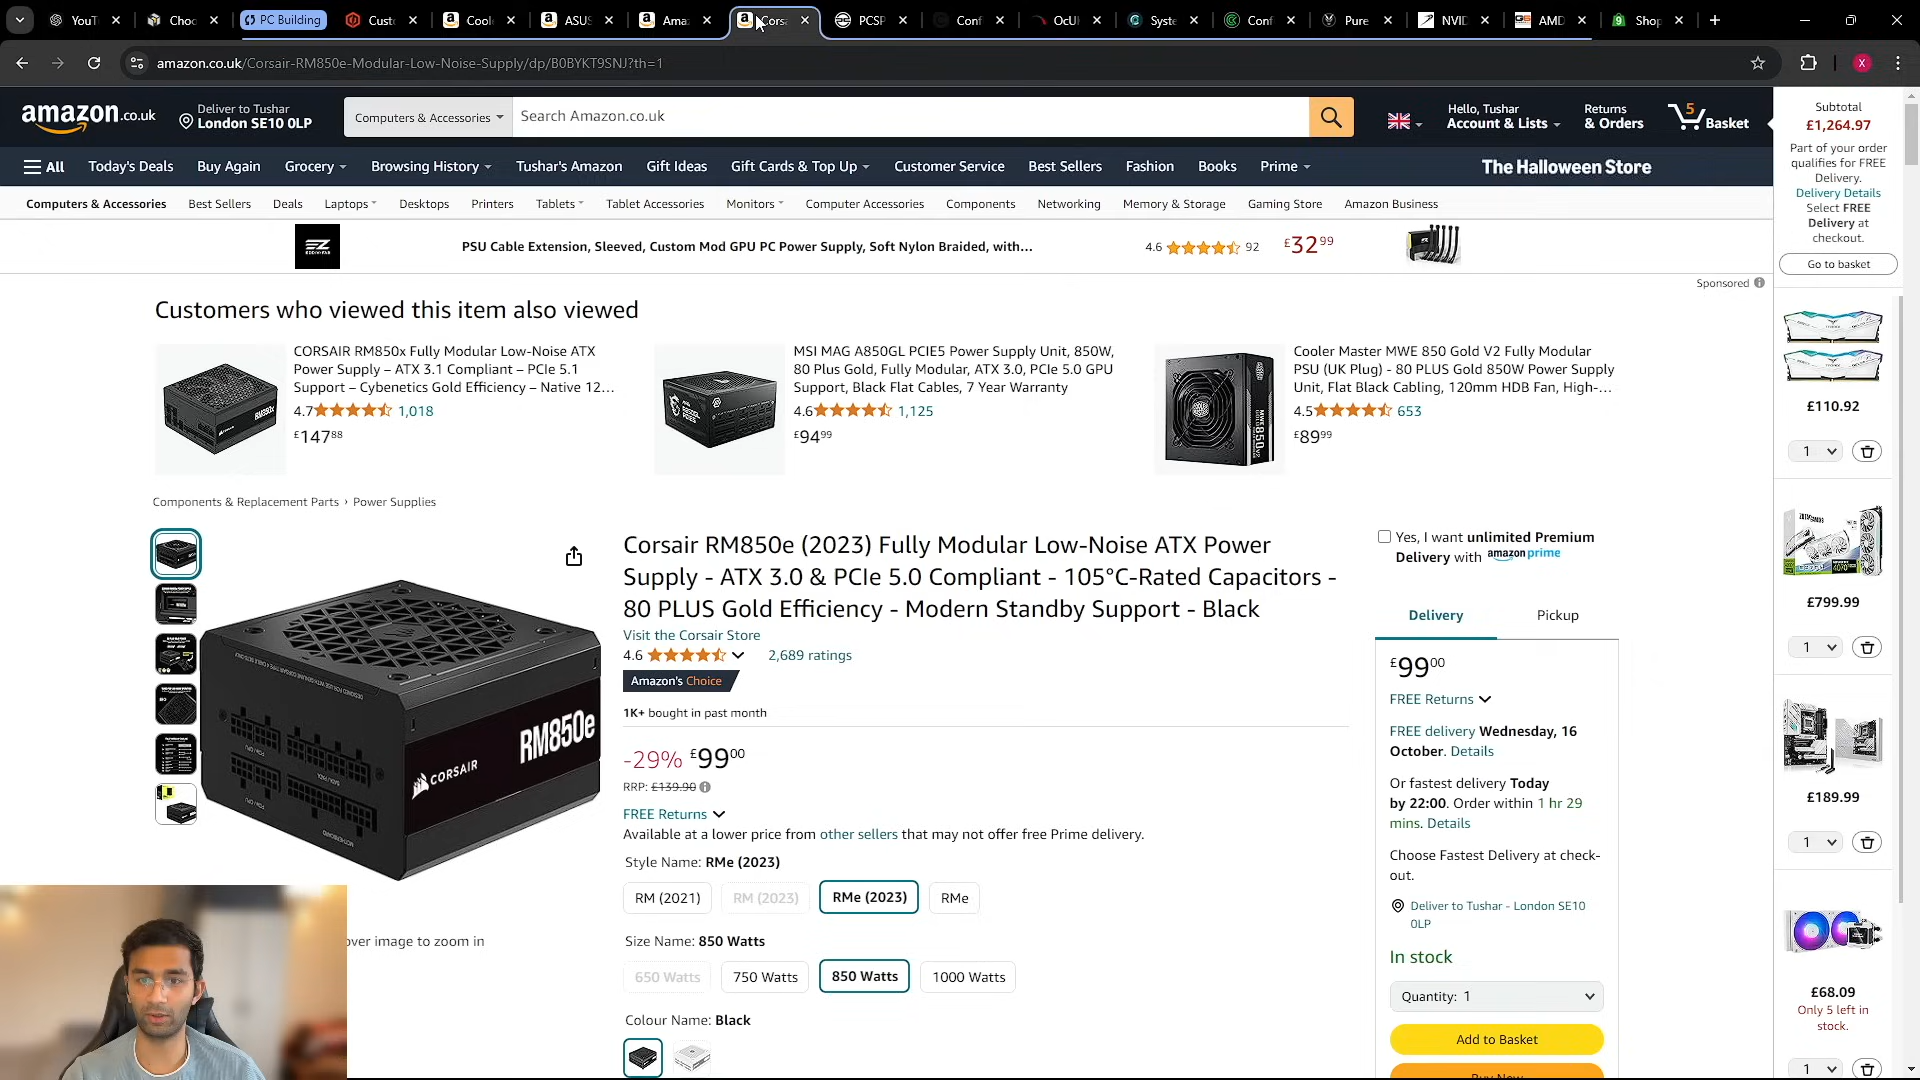 YouT
Choc
PC Building
Cust
Cool
ASUS
Amaz
Corsa
PCSP
Conf
OcUK
Syste
Conf
Pure
NVID
AMD
Shop
amazon.co.uk/Corsair-RM850e-Modular-Low-Noise-Supply/dp/B0BYKT9SNJ?th=1
X
amazon.co.uk
Deliver to Tushar
London SE10 0LP
Computers & Accessories
Search Amazon.co.uk
Hello, Tushar
Account & Lists
Returns
& Orders
5
Basket
All
Today's Deals
Buy Again
Grocery
Browsing History
Tushar's Amazon
Gift Ideas
Gift Cards & Top Up
Customer Service
Best Sellers
Fashion
Books
Prime
The Halloween Store
Computers & Accessories
Best Sellers
Deals
Laptops
Desktops
Printers
Tablets
Tablet Accessories
Monitors
Computer Accessories
Components
Networking
Memory & Storage
Gaming Store
Amazon Business
PSU Cable Extension, Sleeved, Custom Mod GPU PC Power Supply, Soft Nylon Braided, with...
4.6
92
£32.99
Sponsored
Customers who viewed this item also viewed
CORSAIR RM850x Fully Modular Low-Noise ATX
Power Supply – ATX 3.1 Compliant – PCIe 5.1
Support – Cybenetics Gold Efficiency – Native 12...
4.7
1,018
£147.88
MSI MAG A850GL PCIE5 Power Supply Unit, 850W,
80 Plus Gold, Fully Modular, ATX 3.0, PCIe 5.0 GPU
Support, Black Flat Cables, 7 Year Warranty
4.6
1,125
£94.99
Cooler Master MWE 850 Gold V2 Fully Modular
PSU (UK Plug) - 80 PLUS Gold 850W Power Supply
Unit, Flat Black Cabling, 120mm HDB Fan, High-...
4.5
653
£89.99
Components & Replacement Parts › Power Supplies
RM850e
CORSAIR
over image to zoom in
Corsair RM850e (2023) Fully Modular Low-Noise ATX Power
Supply - ATX 3.0 & PCIe 5.0 Compliant - 105°C-Rated Capacitors -
80 PLUS Gold Efficiency - Modern Standby Support - Black
Visit the Corsair Store
4.6
2,689 ratings
Amazon's Choice
1K+ bought in past month
-29% £99.00
RRP: £139.90
FREE Returns
Available at a lower price from other sellers that may not offer free Prime delivery.
Style Name: RMe (2023)
RM (2021)
RM (2023)
RMe (2023)
RMe
Size Name: 850 Watts
650 Watts
750 Watts
850 Watts
1000 Watts
Colour Name: Black
Yes, I want unlimited Premium
Delivery with amazon prime
Delivery
Pickup
£99.00
FREE Returns
FREE delivery Wednesday, 16
October. Details
Or fastest delivery Today
by 22:00. Order within 1 hr 29
mins. Details
Choose Fastest Delivery at check-
out.
Deliver to Tushar - London SE10
0LP
In stock
Quantity: 1
Add to Basket
Buy Now
Subtotal
£1,264.97
Part of your order
qualifies for FREE
Delivery.
Delivery Details
Select FREE
Delivery at
checkout.
Go to basket
£110.92
1
£799.99
1
£189.99
1
£68.09
Only 5 left in
stock.
1